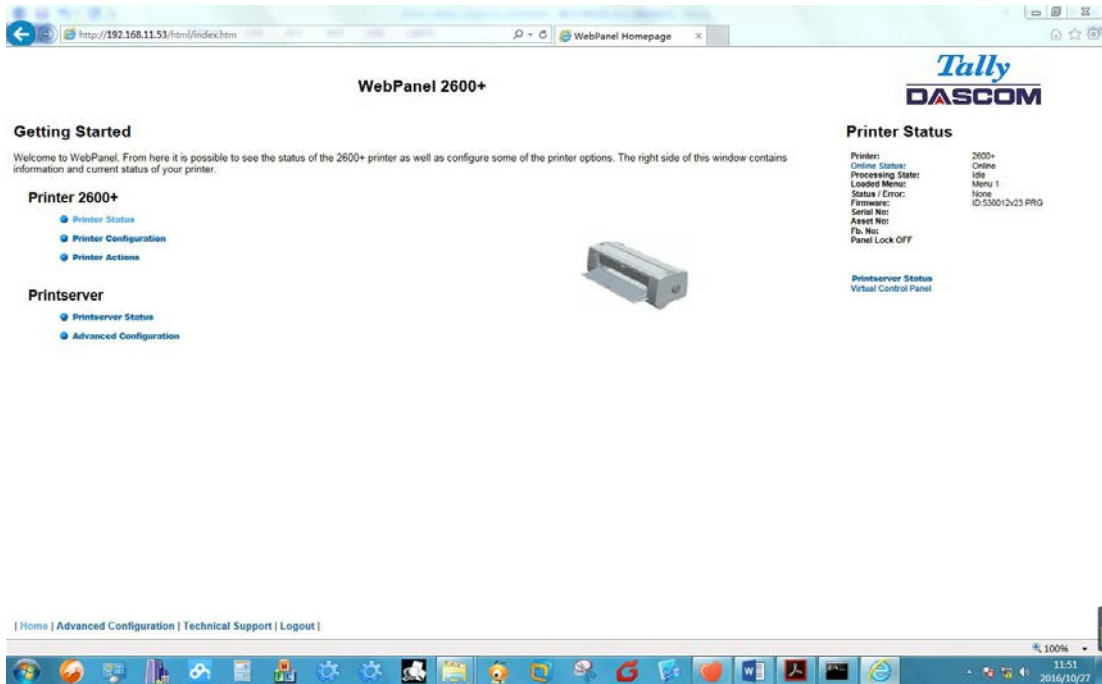 http://192.168.11.53/html/index.htm
WebPanel Homepage
WebPanel 2600+
Tally
DASCOM
Getting Started
Welcome to WebPanel. From here it is possible to see the status of the 2600+ printer as well as configure some of the printer options. The right side of this window contains
information and current status of your printer.
Printer 2600+
Printer Status
Printer Configuration
Printer Actions
Printserver
Printserver Status
Advanced Configuration
Printer Status
Printer: 2600+
Online Status: Online
Processing State: Idle
Loaded Menu: Menu 1
Status / Error: None
Firmware: ID:538012v23 PRG
Serial No:
Asset No:
Fb. No:
Panel Lock OFF
Printserver Status
Virtual Control Panel
| Home | Advanced Configuration | Technical Support | Logout |
100%
11:51
2016/10/27